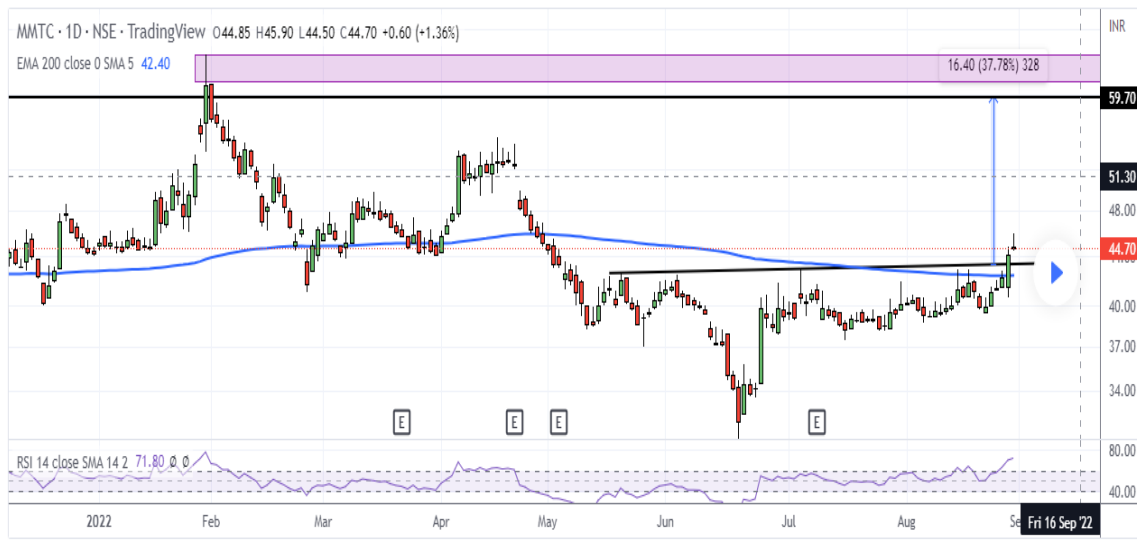 MMTC · 1D · NSE · TradingView O44.85 H45.90 L44.50 C44.70 +0.60 (+1.36%)
INR
EMA 200 close 0 SMA 5 42.40
16.40 (37.78%) 328
59.70
51.30
48.00
44.70
44.00
40.00
37.00
34.00
E E E E
80.00
RSI 14 close SMA 14 2 71.80 Ø Ø
40.00
2022 Feb Mar Apr May Jun Jul Aug Se Fri 16 Sep '22